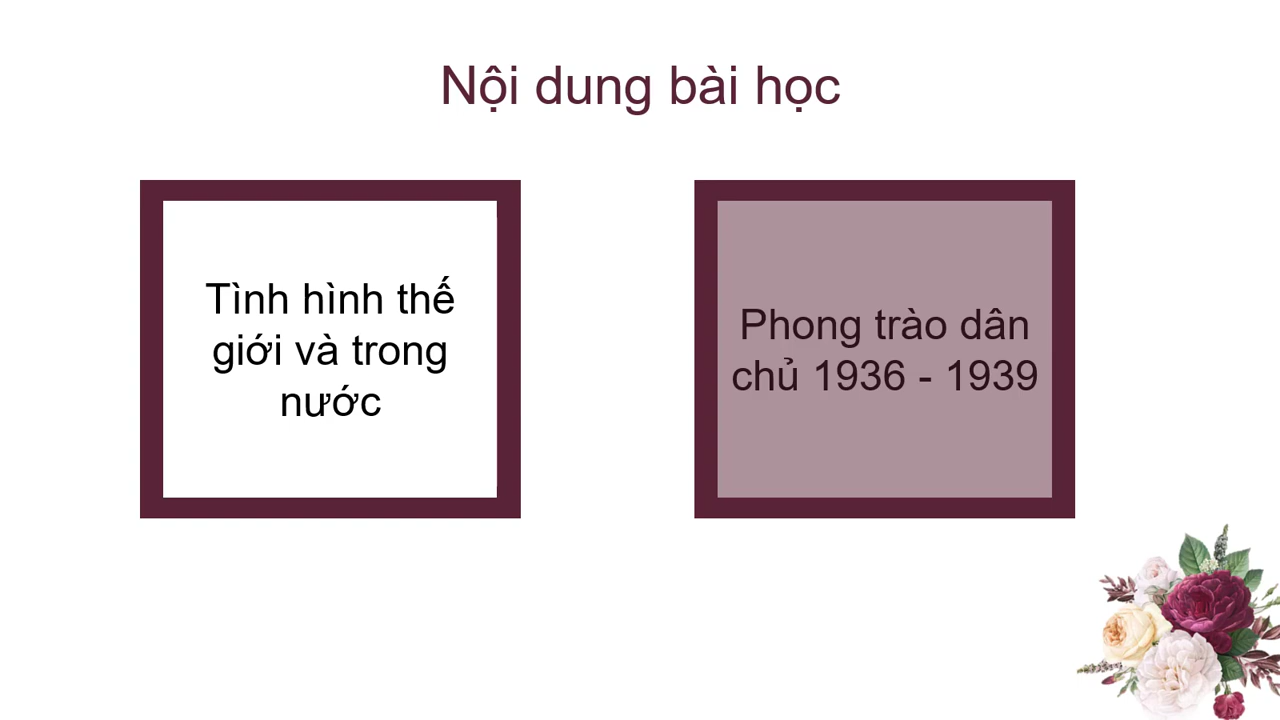 Nội dung bài học
Tình hình thế
giới và trong
nước
Phong trào dân
chủ 1936 - 1939